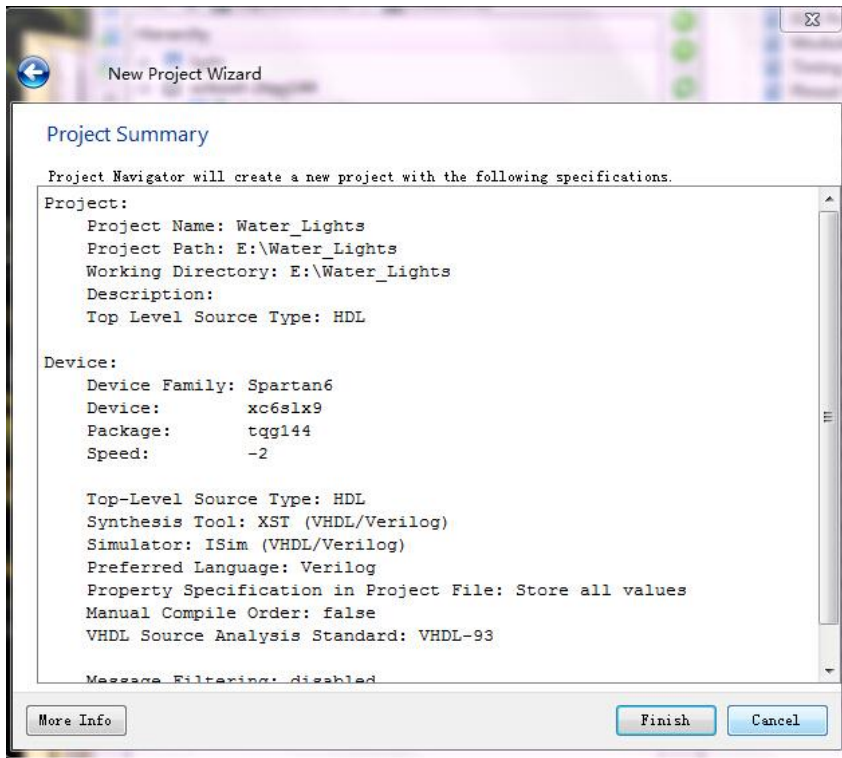 New Project Wizard
Project Summary
Project Navigator will create a new project with the following specifications.
Project:
Project Name: Water_Lights
Project Path: E:\Water_Lights
Working Directory: E:\Water_Lights
Description:
Top Level Source Type: HDL
Device:
Device Family: Spartan6
Device: xc6slx9
Package: tqg144
Speed: -2
Top-Level Source Type: HDL
Synthesis Tool: XST (VHDL/Verilog)
Simulator: ISim (VHDL/Verilog)
Preferred Language: Verilog
Property Specification in Project File: Store all values
Manual Compile Order: false
VHDL Source Analysis Standard: VHDL-93
Message Filtering: disabled
More Info
Finish
Cancel